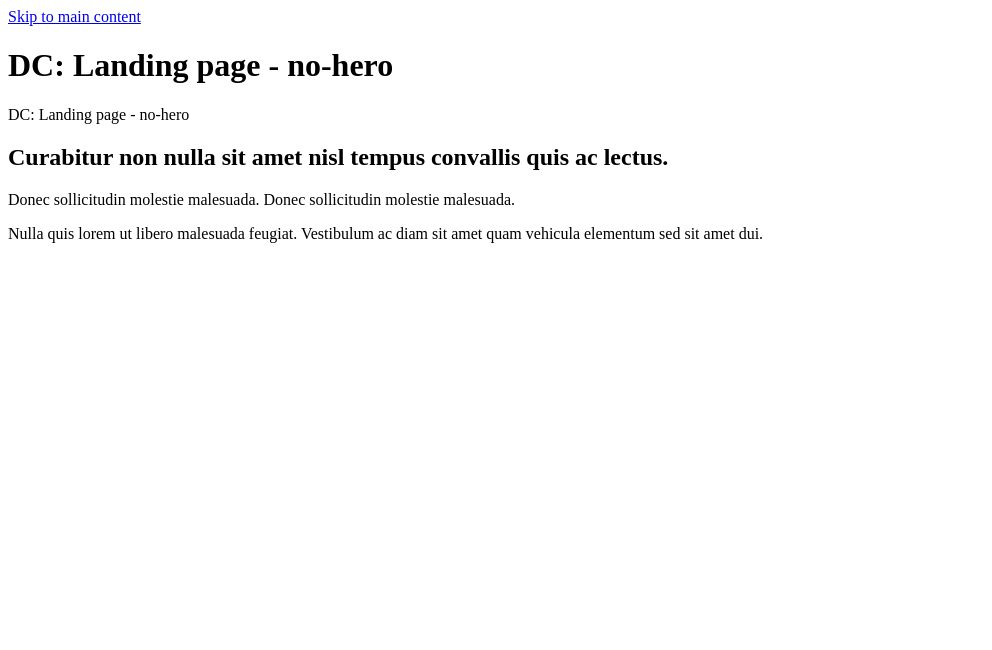 Skip to main content
DC: Landing page - no-hero
DC: Landing page - no-hero
Curabitur non nulla sit amet nisl tempus convallis quis ac lectus.
Donec sollicitudin molestie malesuada. Donec sollicitudin molestie malesuada.
Nulla quis lorem ut libero malesuada feugiat. Vestibulum ac diam sit amet quam vehicula elementum sed sit amet dui.